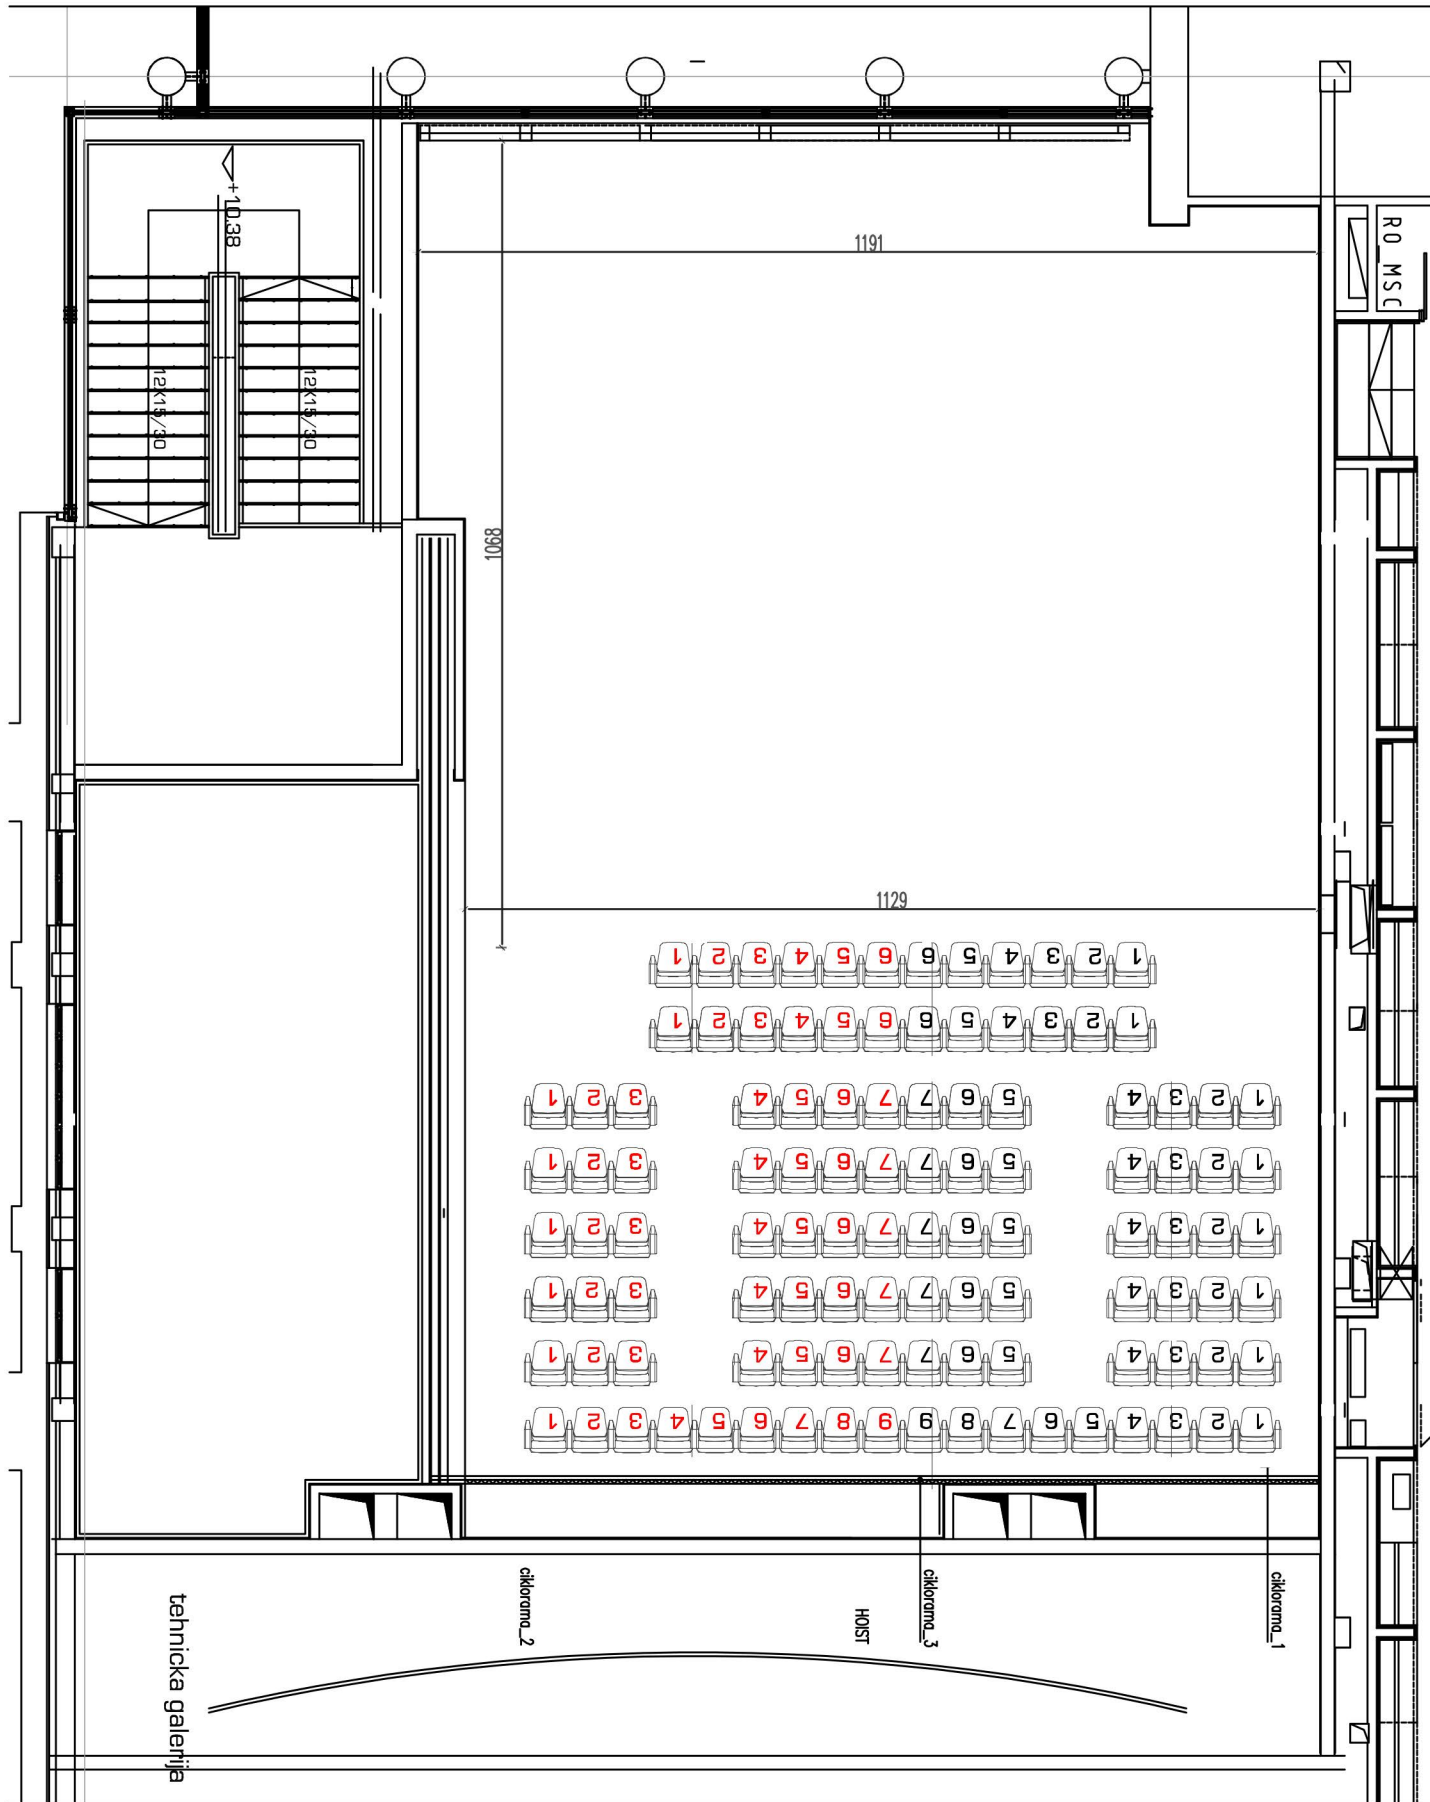 +10.38
RO_MSC
1191
12X15/30
12X15/30
1068
1129
1 2 3 4 5 6 6 5 4 3 2 1
1 2 3 4 5 6 6 5 4 3 2 1
1 2 3 4 5 6 7 7 6 5 4 3 2 1
1 2 3 4 5 6 7 7 6 5 4 3 2 1
1 2 3 4 5 6 7 7 6 5 4 3 2 1
1 2 3 4 5 6 7 7 6 5 4 3 2 1
1 2 3 4 5 6 7 7 6 5 4 3 2 1
1 2 3 4 5 6 7 8 9 9 8 7 6 5 4 3 2 1
ciklorama_2
HOIST
ciklorama_3
ciklorama_1
tehnicka galerija